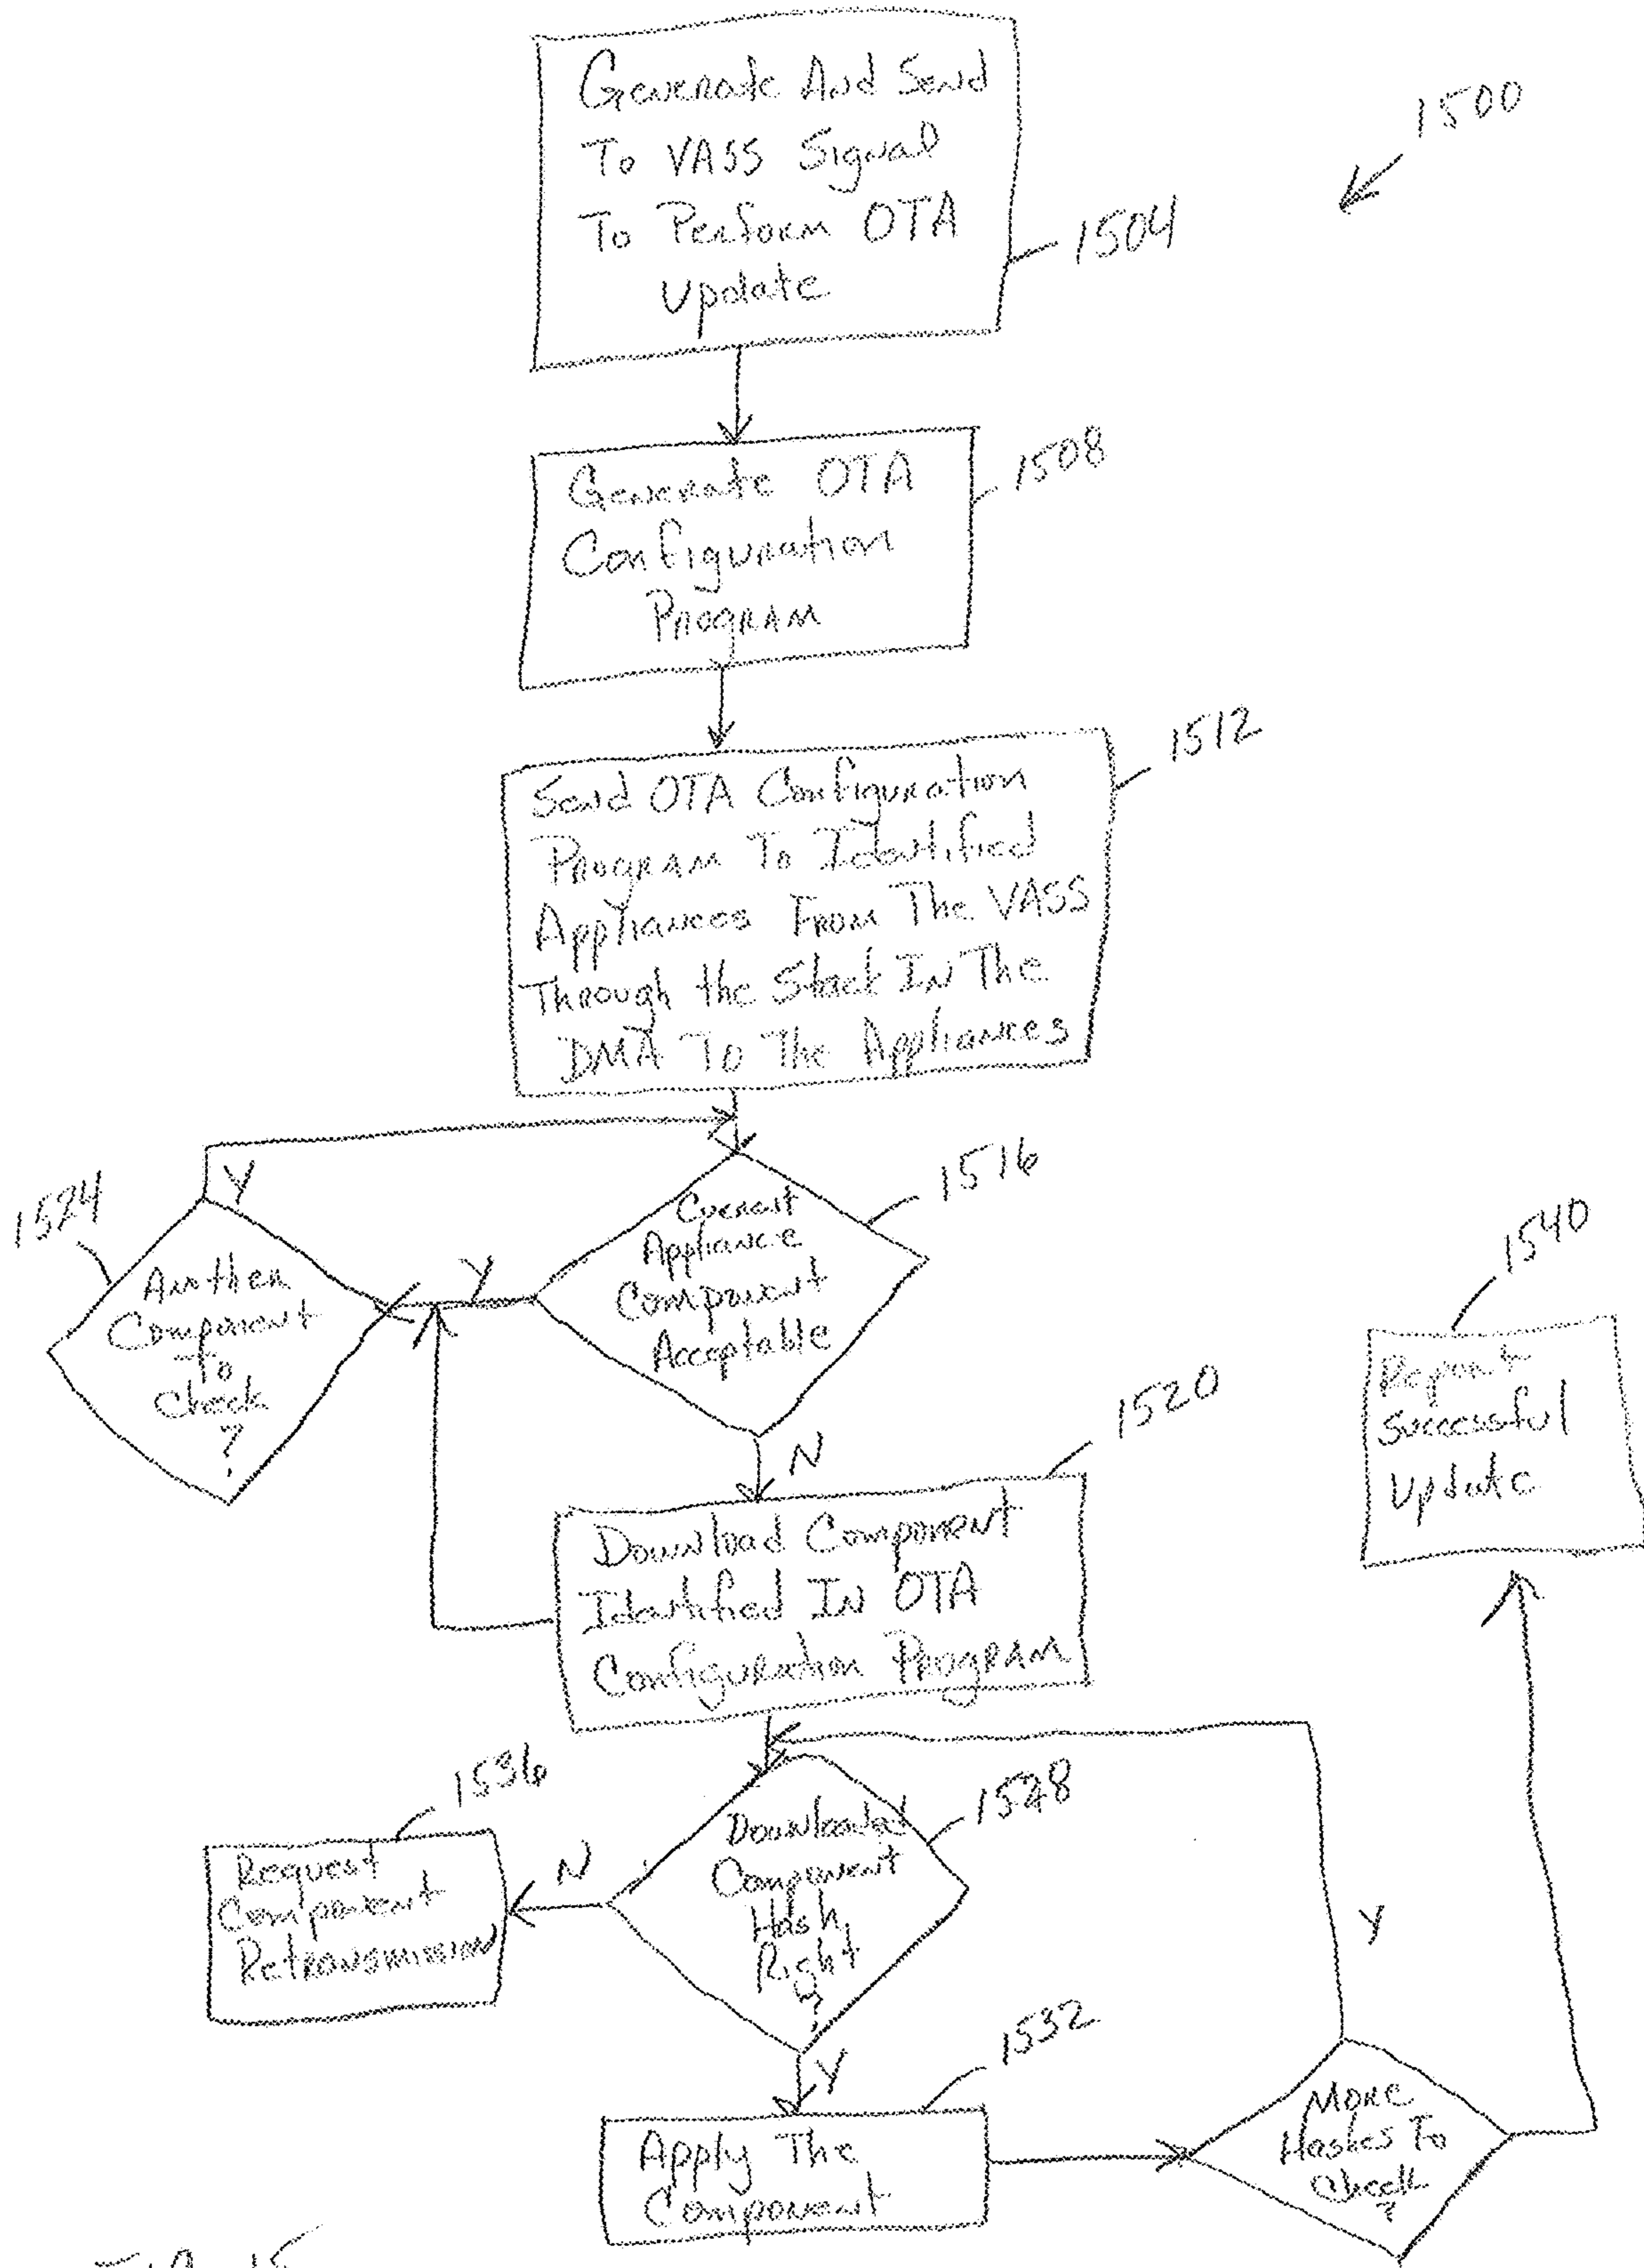 Generate And Send
To VASS Signal
To Perform OTA
Update
1500
1504
Generate OTA
Configuration
Program
1508
Send OTA Configuration
Program To Identified
Appliances From The VASS
Through the Stack In The
DMA To The Appliances
1512
1524
Y
Another
Component
To
Check
?
Y
Current
Appliance
Component
Acceptable
1516
N
1540
Report
Successful
Update
1520
Download Component
Identified In OTA
Configuration Program
1536
Request
Component
Retransmission
N
Downloaded
Component
Hash
Right
?
1528
Y
Y
1532
Apply The
Component
More
Hashes To
Check
?
FIG. 15